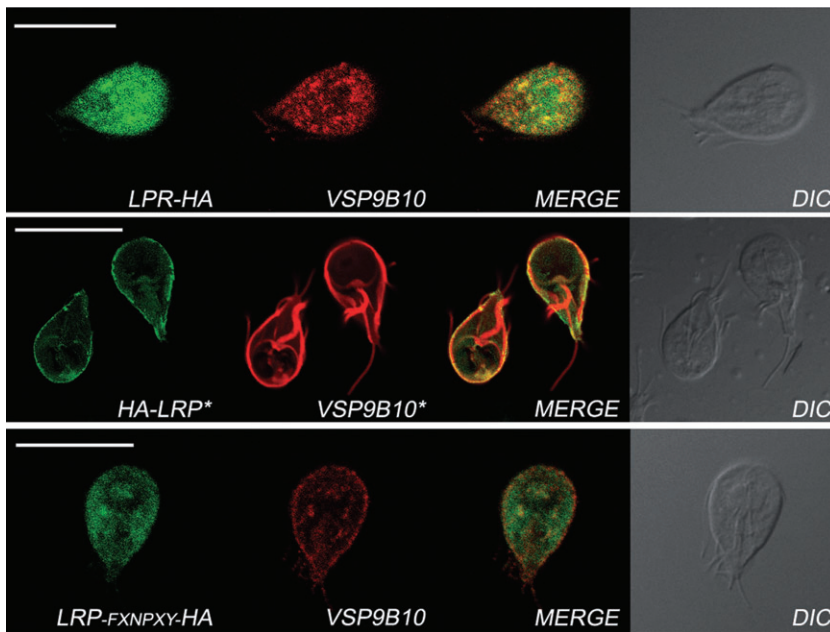 LPR-HA VSP9B10 MERGE DIC
HA-LRP* VSP9B10* MERGE DIC
LRP-FXNPXY-HA VSP9B10 MERGE DIC